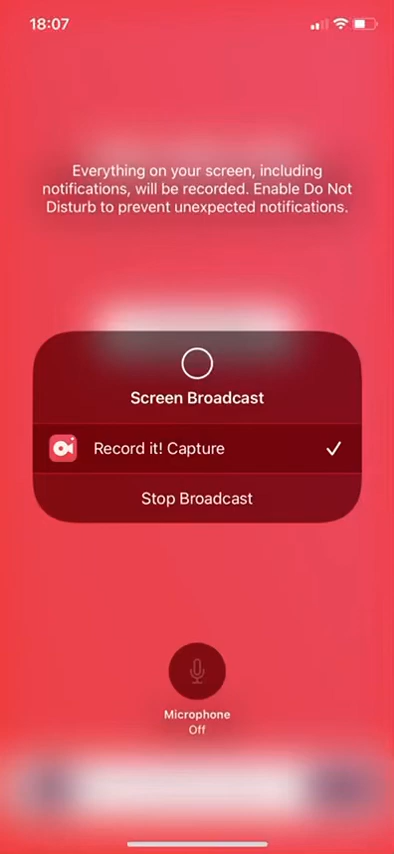 18:07
Everything on your screen, including
notifications, will be recorded. Enable Do Not
Disturb to prevent unexpected notifications.
Screen Broadcast
Record it! Capture
Stop Broadcast
Microphone
Off